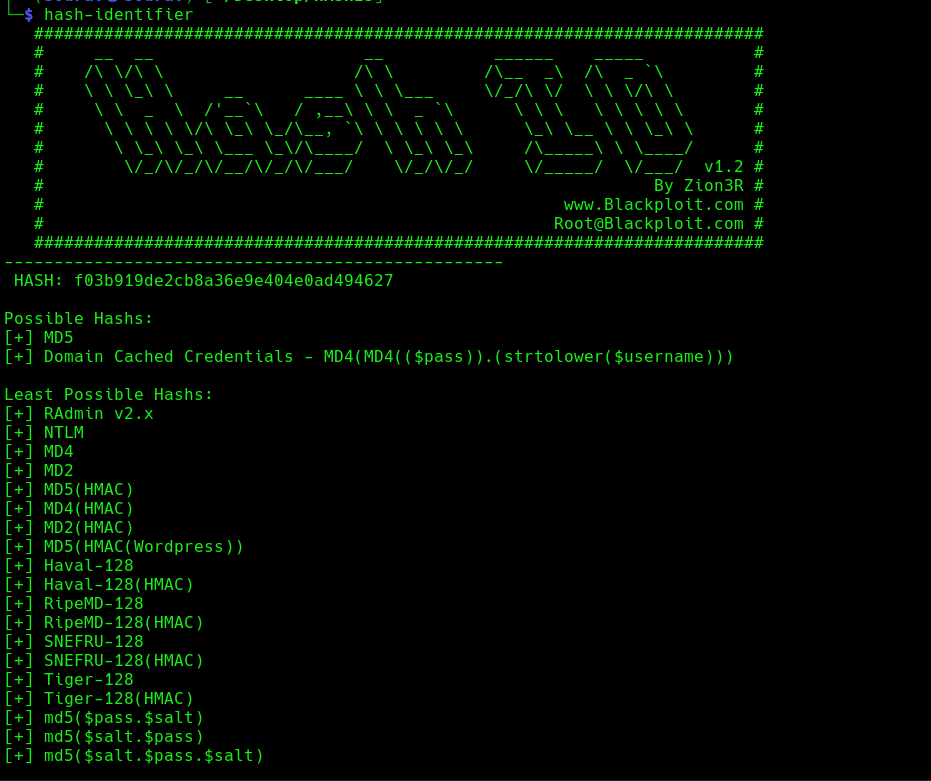 $ hash-identifier
#########################################################################
#     __  __                     __           ______    _____           #
#    /\ \/\ \                   /\ \         /\__  _\  /\  _ `\         #
#    \ \ \_\ \     __      ____ \ \ \___     \/_/\ \/  \ \ \/\ \        #
#     \ \  _  \  /'__`\   / ,__\ \ \  _ `\      \ \ \   \ \ \ \ \       #
#      \ \ \ \ \/\ \_\ \_/\__, `\ \ \ \ \ \      \_\ \__ \ \ \_\ \      #
#       \ \_\ \_\ \___ \_\/\____/  \ \_\ \_\     /\_____\ \ \____/      #
#        \/_/\/_/\/__/\/_/\/___/    \/_/\/_/     \/_____/  \/___/  v1.2 #
#                                                             By Zion3R #
#                                                    www.Blackploit.com #
#                                                   Root@Blackploit.com #
#########################################################################
--------------------------------------------------
HASH: f03b919de2cb8a36e9e404e0ad494627
Possible Hashs:
[+] MD5
[+] Domain Cached Credentials - MD4(MD4(($pass)).(strtolower($username)))
Least Possible Hashs:
[+] RAdmin v2.x
[+] NTLM
[+] MD4
[+] MD2
[+] MD5(HMAC)
[+] MD4(HMAC)
[+] MD2(HMAC)
[+] MD5(HMAC(Wordpress))
[+] Haval-128
[+] Haval-128(HMAC)
[+] RipeMD-128
[+] RipeMD-128(HMAC)
[+] SNEFRU-128
[+] SNEFRU-128(HMAC)
[+] Tiger-128
[+] Tiger-128(HMAC)
[+] md5($pass.$salt)
[+] md5($salt.$pass)
[+] md5($salt.$pass.$salt)